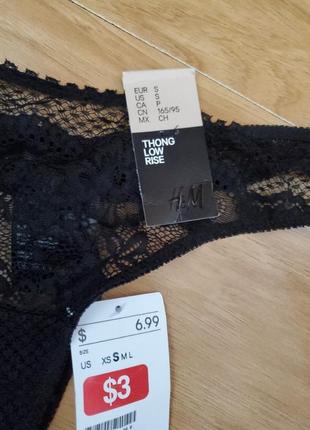 EUR S
US S
CA P
CN 165/95
MX CH
THONG
LOW
RISE
H&M
$ 6.99
SIZE
US XS S M L
$3